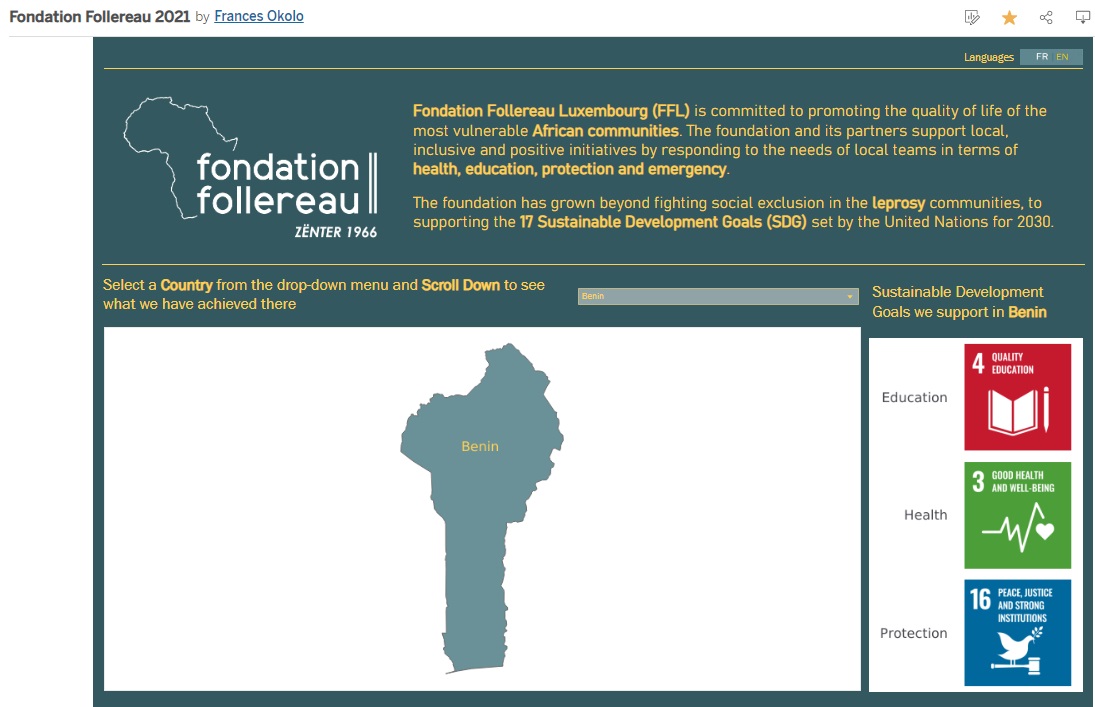 Fondation Follereau 2021 by Frances Okolo
Languages FR EN
fondation
follereau
ZËNTER 1966
Fondation Follereau Luxembourg (FFL) is committed to promoting the quality of life of the
most vulnerable African communities. The foundation and its partners support local,
inclusive and positive initiatives by responding to the needs of local teams in terms of
health, education, protection and emergency.
The foundation has grown beyond fighting social exclusion in the leprosy communities, to
supporting the 17 Sustainable Development Goals (SDG) set by the United Nations for 2030.
Select a Country from the drop-down menu and Scroll Down to see
what we have achieved there
Benin
Sustainable Development
Goals we support in Benin
Benin
Education
4 QUALITY
EDUCATION
Health
3 GOOD HEALTH
AND WELL-BEING
Protection
16 PEACE, JUSTICE
AND STRONG
INSTITUTIONS